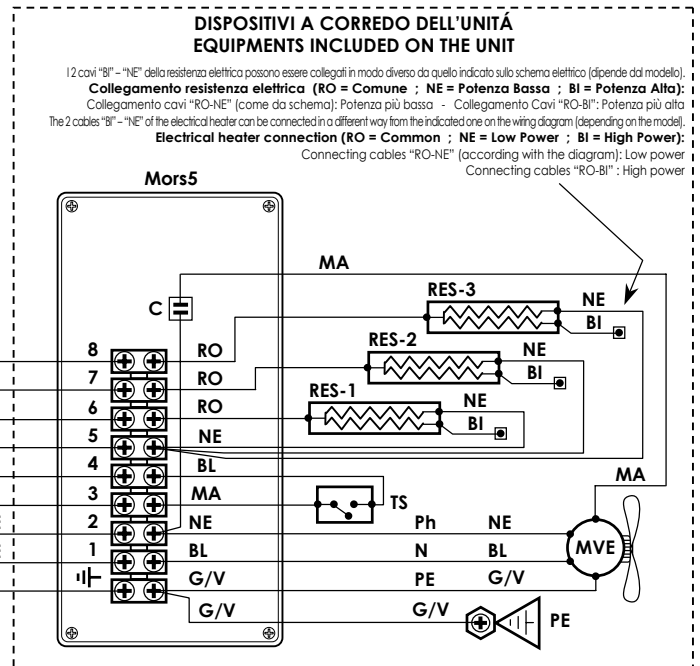 DISPOSITIVI A CORREDO DELL'UNITÁ
EQUIPMENTS INCLUDED ON THE UNIT
I 2 cavi "BI" – "NE" della resistenza elettrica possono essere collegati in modo diverso da quello indicato sullo schema elettrico (dipende dal modello).
Collegamento resistenza elettrica (RO = Comune ; NE = Potenza Bassa ; BI = Potenza Alta):
Collegamento cavi "RO-NE" (come da schema): Potenza più bassa - Collegamento Cavi "RO-BI": Potenza più alta
The 2 cables "BI" – "NE" of the electrical heater can be connected in a different way from the indicated one on the wiring diagram (depending on the model).
Electrical heater connection (RO = Common ; NE = Low Power ; BI = High Power):
Connecting cables "RO-NE" (according with the diagram): Low power
Connecting cables "RO-BI" : High power
Mors5
MA
C
RES-3
NE
BI
8 RO
RES-2
NE
BI
7 RO
RES-1
NE
BI
6 RO
5 NE
4 BL
MA
3 MA
TS
2 NE Ph NE
MVE
1 BL N BL
G/V PE G/V
G/V G/V PE